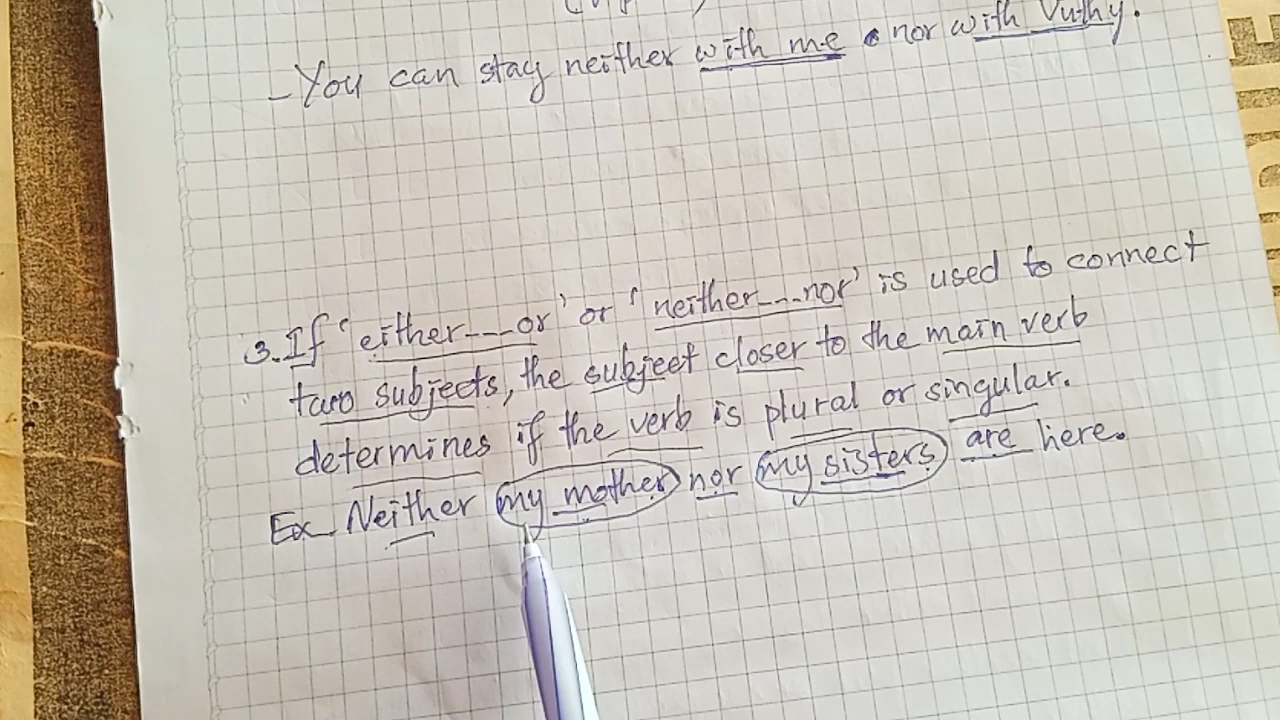 - You can stay neither with me nor with Vuthy.
3. If 'either---or' or 'neither---nor' is used to connect
two subjects, the subject closer to the main verb
determines if the verb is plural or singular.
Ex Neither my mother nor my sisters are here.